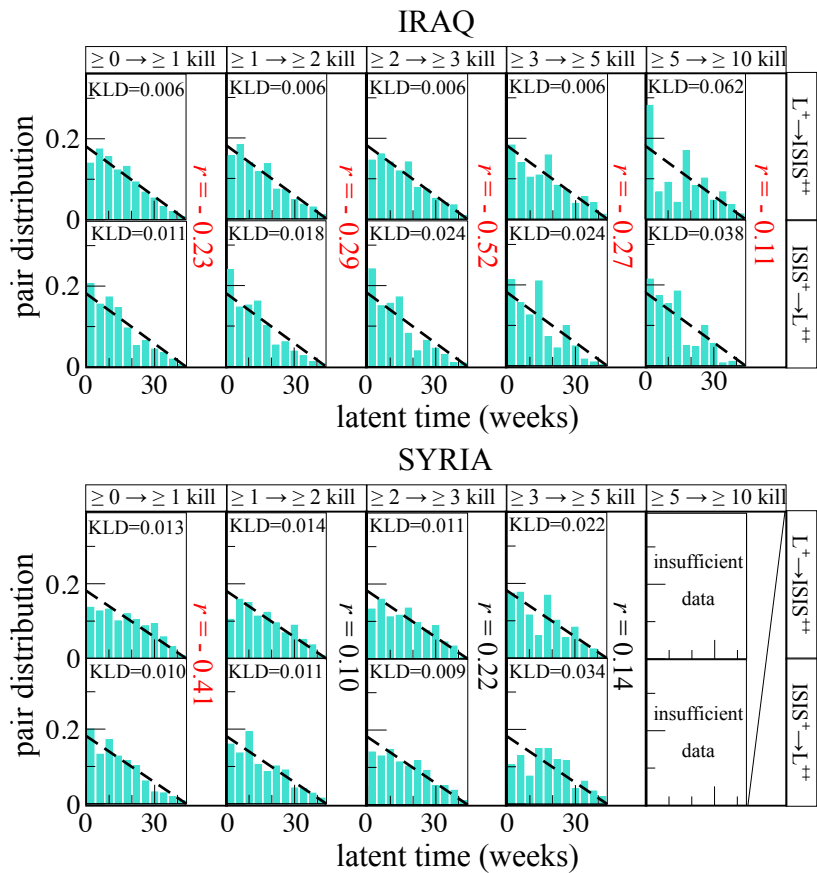 IRAQ
≥ 0 → ≥ 1 kill
≥ 1 → ≥ 2 kill
≥ 2 → ≥ 3 kill
≥ 3 → ≥ 5 kill
≥ 5 → ≥ 10 kill
KLD=0.006
KLD=0.006
KLD=0.006
KLD=0.006
KLD=0.062
L⁺→ISIS⁺⁺
0.2
0
pair distribution
r = - 0.23
r = - 0.29
r = - 0.52
r = - 0.27
r = - 0.11
KLD=0.011
KLD=0.018
KLD=0.024
KLD=0.024
KLD=0.038
ISIS⁺→L⁺⁺
0.2
0
0 30 0 30 0 30 0 30 0 30
latent time (weeks)
SYRIA
≥ 0 → ≥ 1 kill
≥ 1 → ≥ 2 kill
≥ 2 → ≥ 3 kill
≥ 3 → ≥ 5 kill
≥ 5 → ≥ 10 kill
KLD=0.013
KLD=0.014
KLD=0.011
KLD=0.022
insufficient
data
L⁺→ISIS⁺⁺
0.2
0
pair distribution
r = - 0.41
r = 0.10
r = 0.22
r = 0.14
KLD=0.010
KLD=0.011
KLD=0.009
KLD=0.034
insufficient
data
ISIS⁺→L⁺⁺
0.2
0
0 30 0 30 0 30 0 30
latent time (weeks)